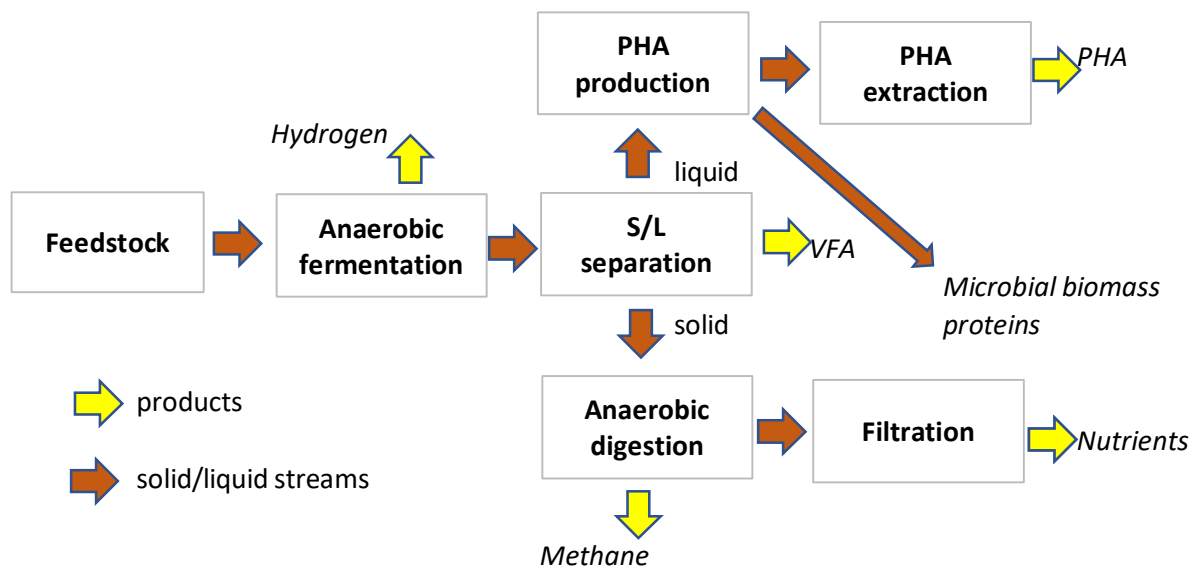 PHA
production
PHA
extraction
PHA
Hydrogen
liquid
Feedstock
Anaerobic
fermentation
S/L
separation
VFA
Microbial biomass
proteins
solid
products
solid/liquid streams
Anaerobic
digestion
Filtration
Nutrients
Methane